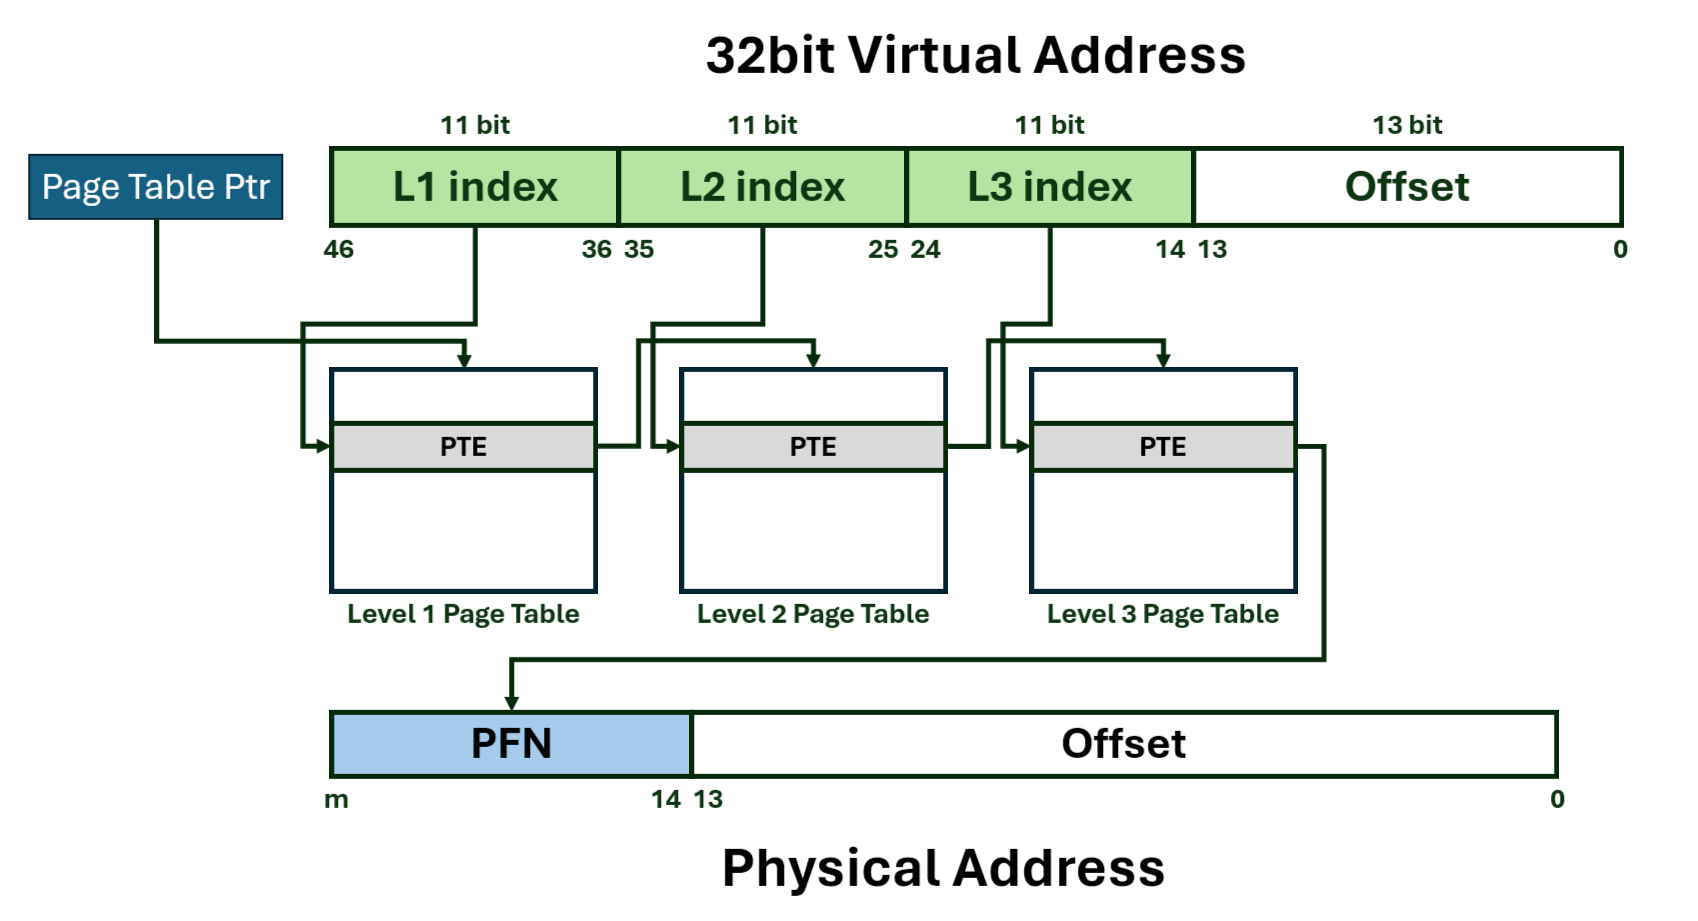 32bit Virtual Address
11 bit 11 bit 11 bit 13 bit
Page Table Ptr L1 index L2 index L3 index Offset
46 36 35 25 24 14 13 0
PTE PTE PTE
Level 1 Page Table Level 2 Page Table Level 3 Page Table
PFN Offset
m 14 13 0
Physical Address